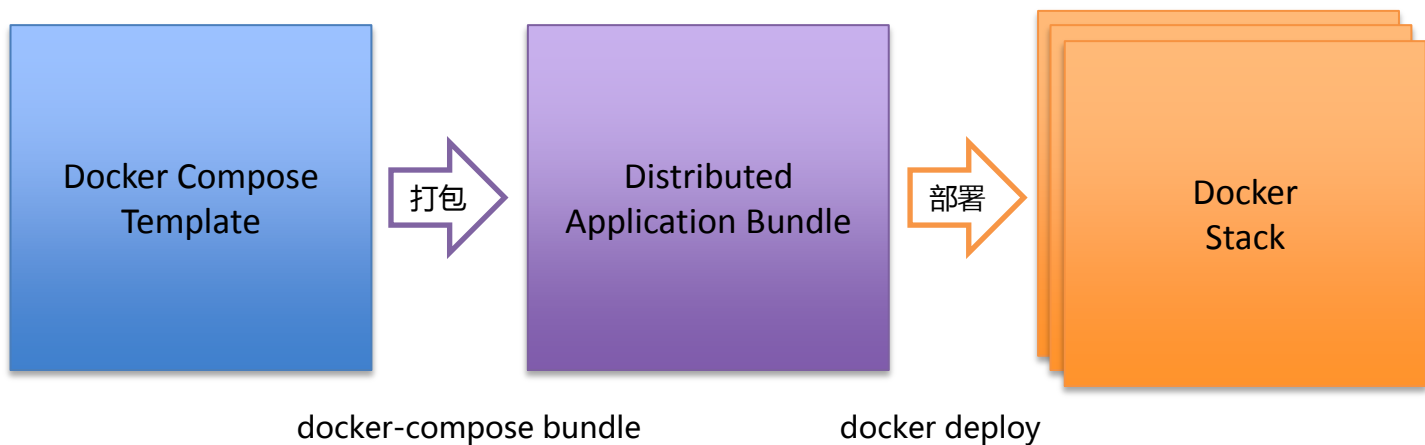 Docker Compose
Template
打包
Distributed
Application Bundle
部署
Docker
Stack
docker-compose bundle
docker deploy